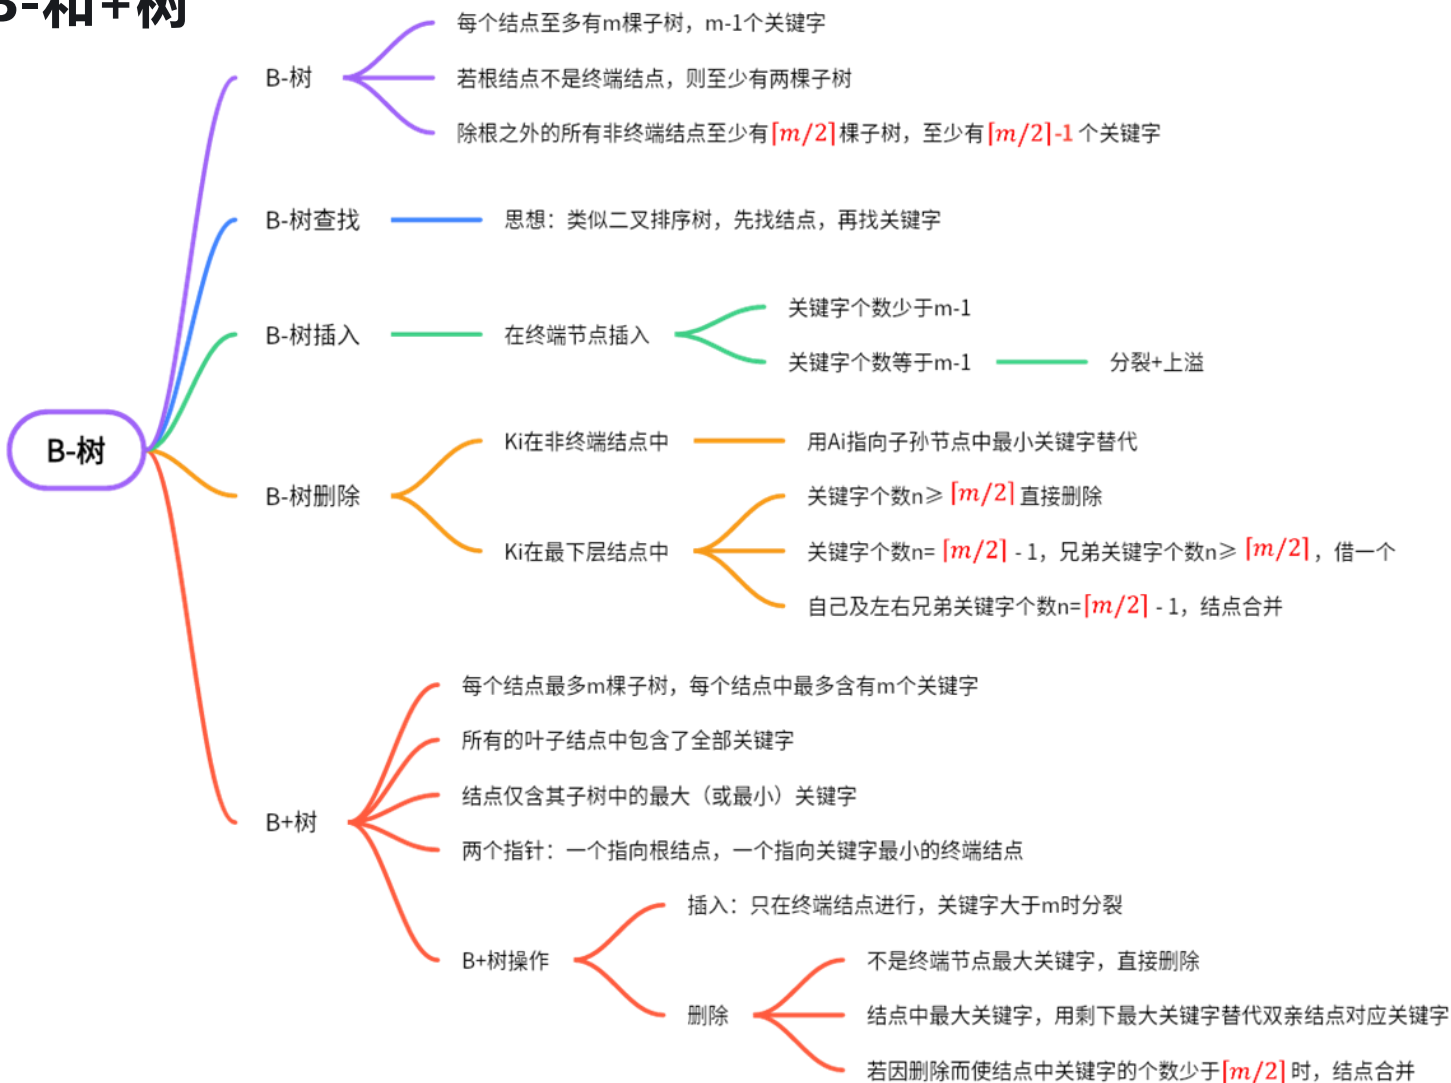 B-和+树
每个结点至多有m棵子树，m-1个关键字
B-树
若根结点不是终端结点，则至少有两棵子树
除根之外的所有非终端结点至少有⌈m/2⌉棵子树，至少有⌈m/2⌉-1个关键字
B-树查找
思想：类似二叉排序树，先找结点，再找关键字
B-树插入
在终端节点插入
关键字个数少于m-1
关键字个数等于m-1
分裂+上溢
B-树
B-树删除
Ki在非终端结点中
用Ai指向子孙节点中最小关键字替代
Ki在最下层结点中
关键字个数n≥ ⌈m/2⌉ 直接删除
关键字个数n= ⌈m/2⌉ - 1，兄弟关键字个数n≥ ⌈m/2⌉，借一个
自己及左右兄弟关键字个数n=⌈m/2⌉ - 1，结点合并
B+树
每个结点最多m棵子树，每个结点中最多含有m个关键字
所有的叶子结点中包含了全部关键字
结点仅含其子树中的最大（或最小）关键字
两个指针：一个指向根结点，一个指向关键字最小的终端结点
B+树操作
插入：只在终端结点进行，关键字大于m时分裂
删除
不是终端节点最大关键字，直接删除
结点中最大关键字，用剩下最大关键字替代双亲结点对应关键字
若因删除而使结点中关键字的个数少于⌈m/2⌉ 时，结点合并